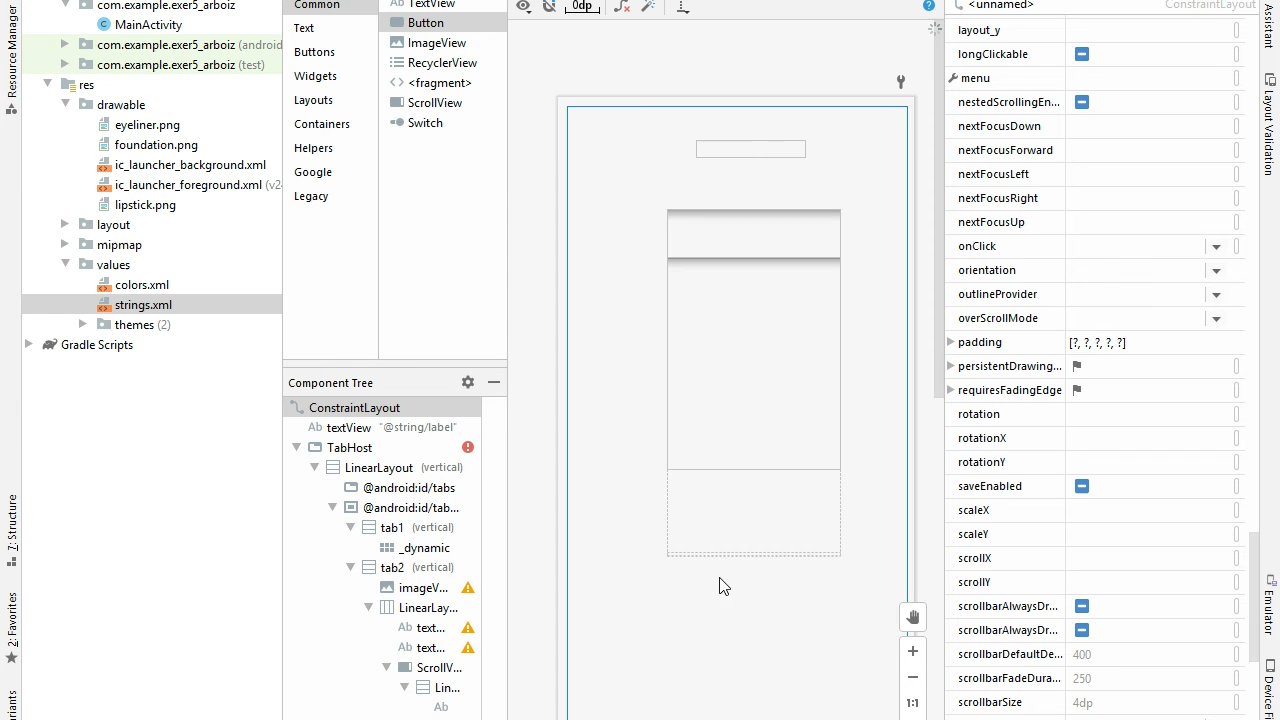 Resource Manager
7: Structure
2: Favorites
com.example.exer5_arboiz
MainActivity
com.example.exer5_arboiz (android
com.example.exer5_arboiz (test)
res
drawable
eyeliner.png
foundation.png
ic_launcher_background.xml
ic_launcher_foreground.xml (v24
lipstick.png
layout
mipmap
values
colors.xml
strings.xml
themes (2)
Gradle Scripts
Common
Text
Buttons
Widgets
Layouts
Containers
Helpers
Google
Legacy
TextView
Button
ImageView
RecyclerView
<fragment>
ScrollView
Switch
Component Tree
ConstraintLayout
Ab textView "@string/label"
TabHost
LinearLayout (vertical)
@android:id/tabs
@android:id/tab...
tab1 (vertical)
_dynamic
tab2 (vertical)
imageV...
LinearLay...
Ab text...
Ab text...
ScrollV...
Lin...
Ab
0dp
1:1
<unnamed> ConstraintLayout
layout_y
longClickable
menu
nestedScrollingEn...
nextFocusDown
nextFocusForward
nextFocusLeft
nextFocusRight
nextFocusUp
onClick
orientation
outlineProvider
overScrollMode
padding [?, ?, ?, ?, ?]
persistentDrawing...
requiresFadingEdge
rotation
rotationX
rotationY
saveEnabled
scaleX
scaleY
scrollX
scrollY
scrollbarAlwaysDr...
scrollbarAlwaysDr...
scrollbarDefaultDe... 400
scrollbarFadeDura... 250
scrollbarSize 4dp
Assistant
Layout Validation
Emulator